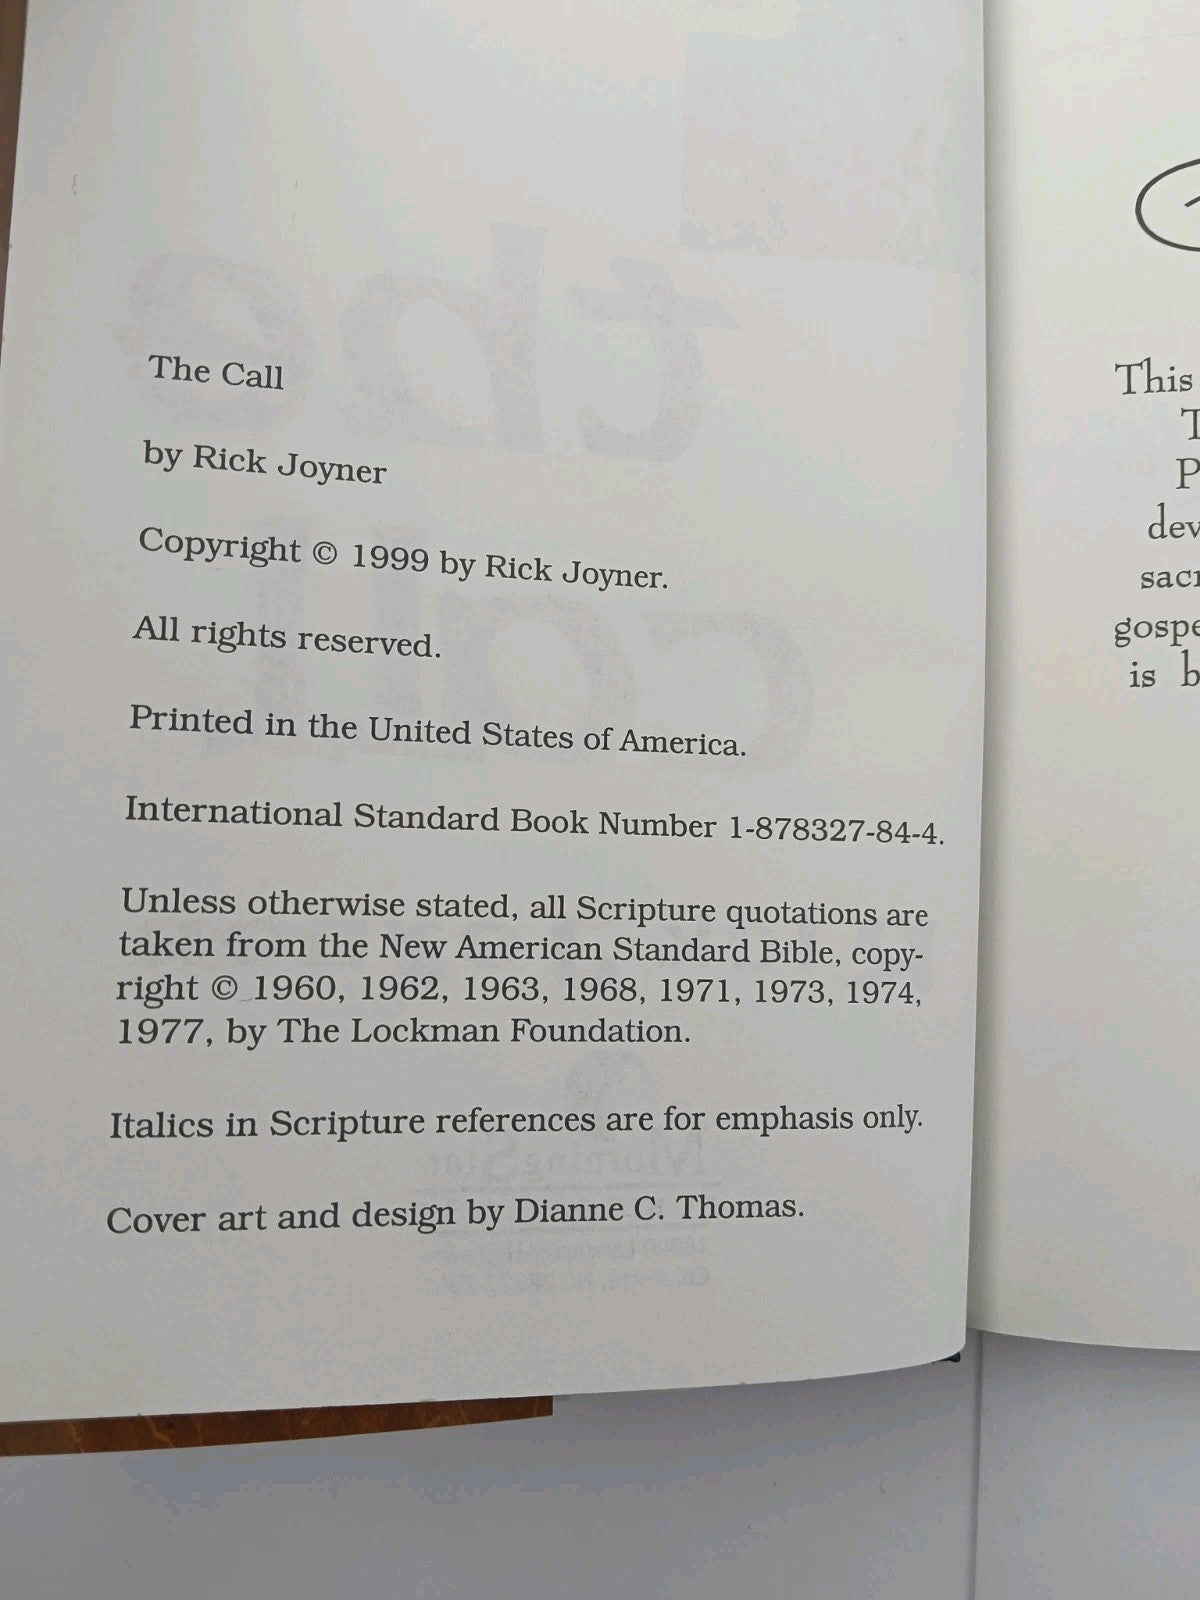 The Call
by Rick Joyner
Copyright © 1999 by Rick Joyner.
All rights reserved.
Printed in the United States of America.
International Standard Book Number 1-878327-84-4.
Unless otherwise stated, all Scripture quotations are
taken from the New American Standard Bible, copy-
right © 1960, 1962, 1963, 1968, 1971, 1973, 1974,
1977, by The Lockman Foundation.
Italics in Scripture references are for emphasis only.
Cover art and design by Dianne C. Thomas.
This
T
P
dev
sacr
gospe
is b